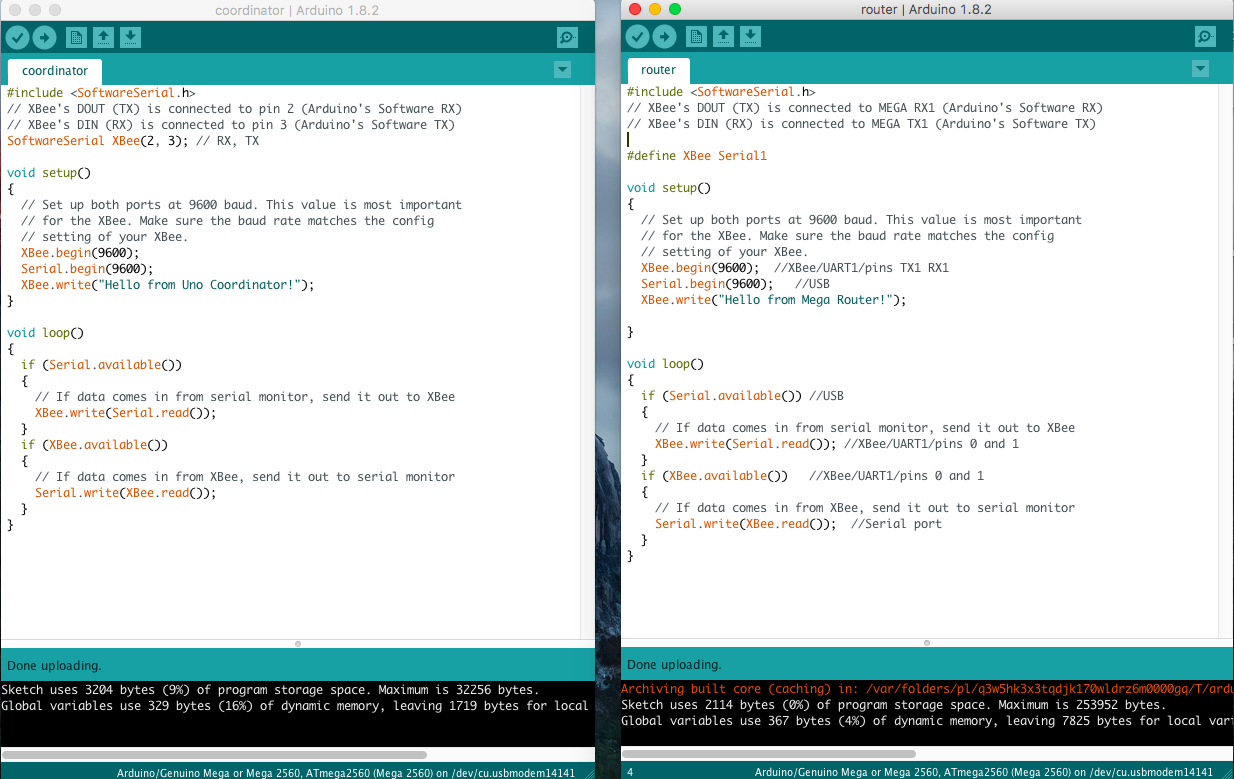 coordinator | Arduino 1.8.2
coordinator
#include <SoftwareSerial.h>
// XBee's DOUT (TX) is connected to pin 2 (Arduino's Software RX)
// XBee's DIN (RX) is connected to pin 3 (Arduino's Software TX)
SoftwareSerial XBee(2, 3); // RX, TX
void setup()
{
// Set up both ports at 9600 baud. This value is most important
// for the XBee. Make sure the baud rate matches the config
// setting of your XBee.
XBee.begin(9600);
Serial.begin(9600);
XBee.write("Hello from Uno Coordinator!");
}
void loop()
{
if (Serial.available())
{
// If data comes in from serial monitor, send it out to XBee
XBee.write(Serial.read());
}
if (XBee.available())
{
// If data comes in from XBee, send it out to serial monitor
Serial.write(XBee.read());
}
}
Done uploading.
Sketch uses 3204 bytes (9%) of program storage space. Maximum is 32256 bytes.
Global variables use 329 bytes (16%) of dynamic memory, leaving 1719 bytes for local
Arduino/Genuino Mega or Mega 2560, ATmega2560 (Mega 2560) on /dev/cu.usbmodem14141
router | Arduino 1.8.2
router
#include <SoftwareSerial.h>
// XBee's DOUT (TX) is connected to MEGA RX1 (Arduino's Software RX)
// XBee's DIN (RX) is connected to MEGA TX1 (Arduino's Software TX)
#define XBee Serial1
void setup()
{
// Set up both ports at 9600 baud. This value is most important
// for the XBee. Make sure the baud rate matches the config
// setting of your XBee.
XBee.begin(9600);  //XBee/UART1/pins TX1 RX1
Serial.begin(9600);   //USB
XBee.write("Hello from Mega Router!");
}
void loop()
{
if (Serial.available()) //USB
{
// If data comes in from serial monitor, send it out to XBee
XBee.write(Serial.read()); //XBee/UART1/pins 0 and 1
}
if (XBee.available())   //XBee/UART1/pins 0 and 1
{
// If data comes in from XBee, send it out to serial monitor
Serial.write(XBee.read());  //Serial port
}
}
Done uploading.
Archiving built core (caching) in: /var/folders/pl/q3w5hk3x3tqdjk170wldrz6m0000gq/T/ardu
Sketch uses 2114 bytes (0%) of program storage space. Maximum is 253952 bytes.
Global variables use 367 bytes (4%) of dynamic memory, leaving 7825 bytes for local vari
4
Arduino/Genuino Mega or Mega 2560, ATmega2560 (Mega 2560) on /dev/cu.usbmodem14141